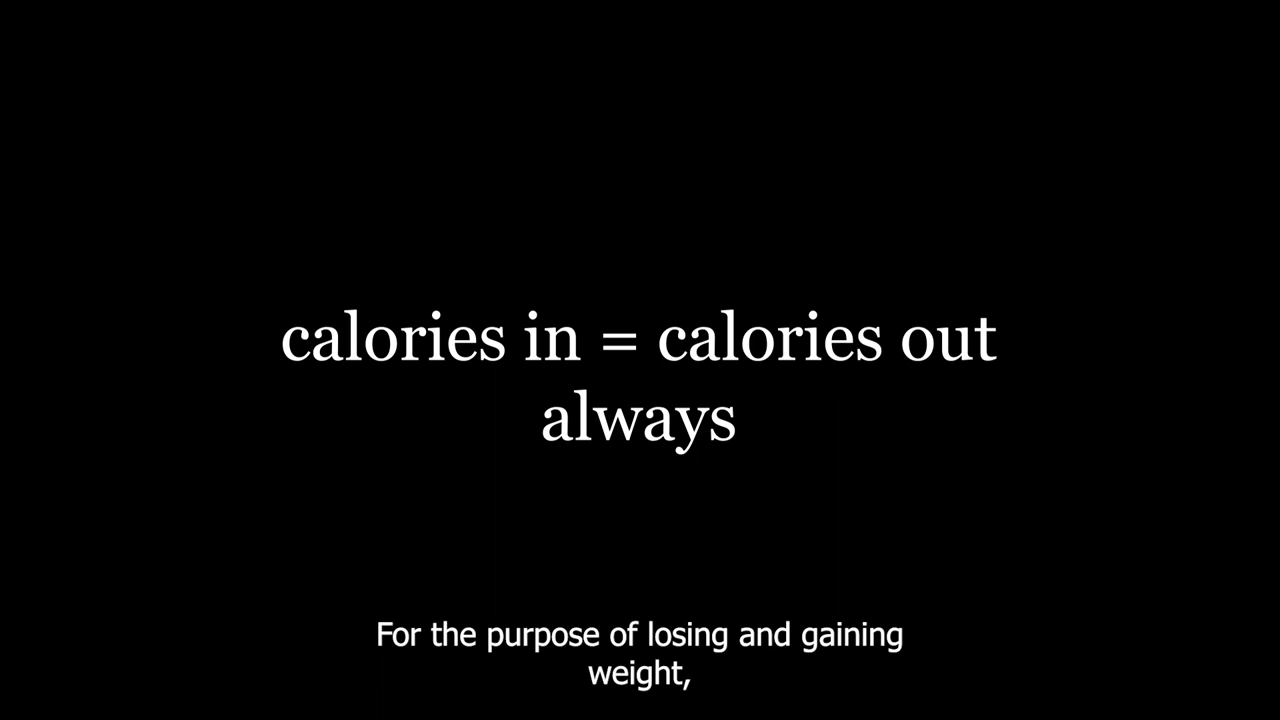 calories in = calories out
always
For the purpose of losing and gaining
weight,